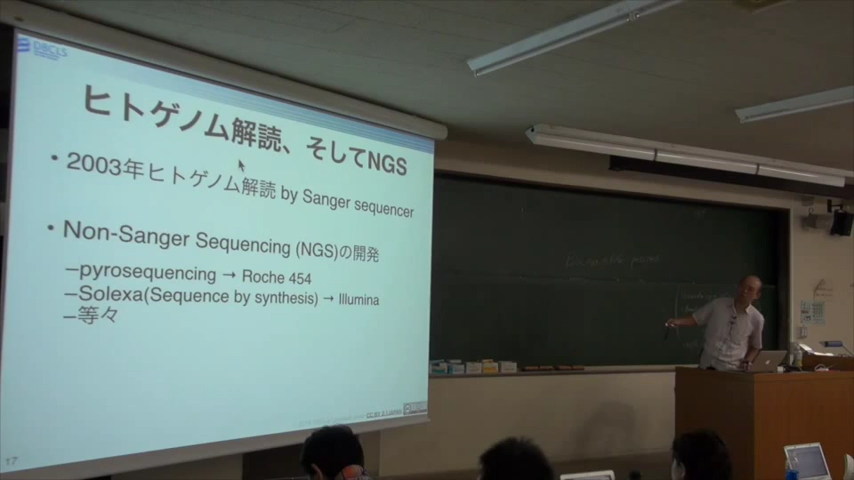 DBCLS
ヒトゲノム解読、そしてNGS
• 2003年ヒトゲノム解読 by Sanger sequencer
• Non-Sanger Sequencing (NGS)の開発
–pyrosequencing → Roche 454
–Solexa(Sequence by synthesis) → Illumina
–等々
17